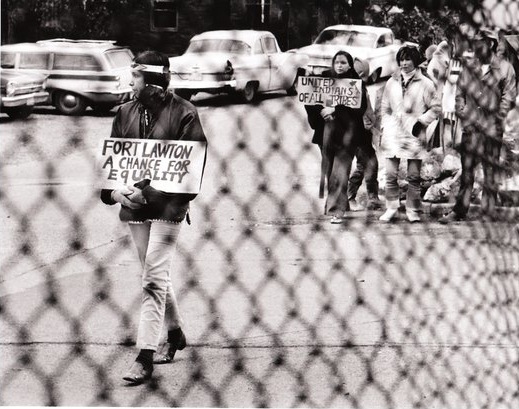 FORT LAWTON
A CHANCE FOR
EQUALITY
UNITED
INDIANS
OF ALL TRIBES